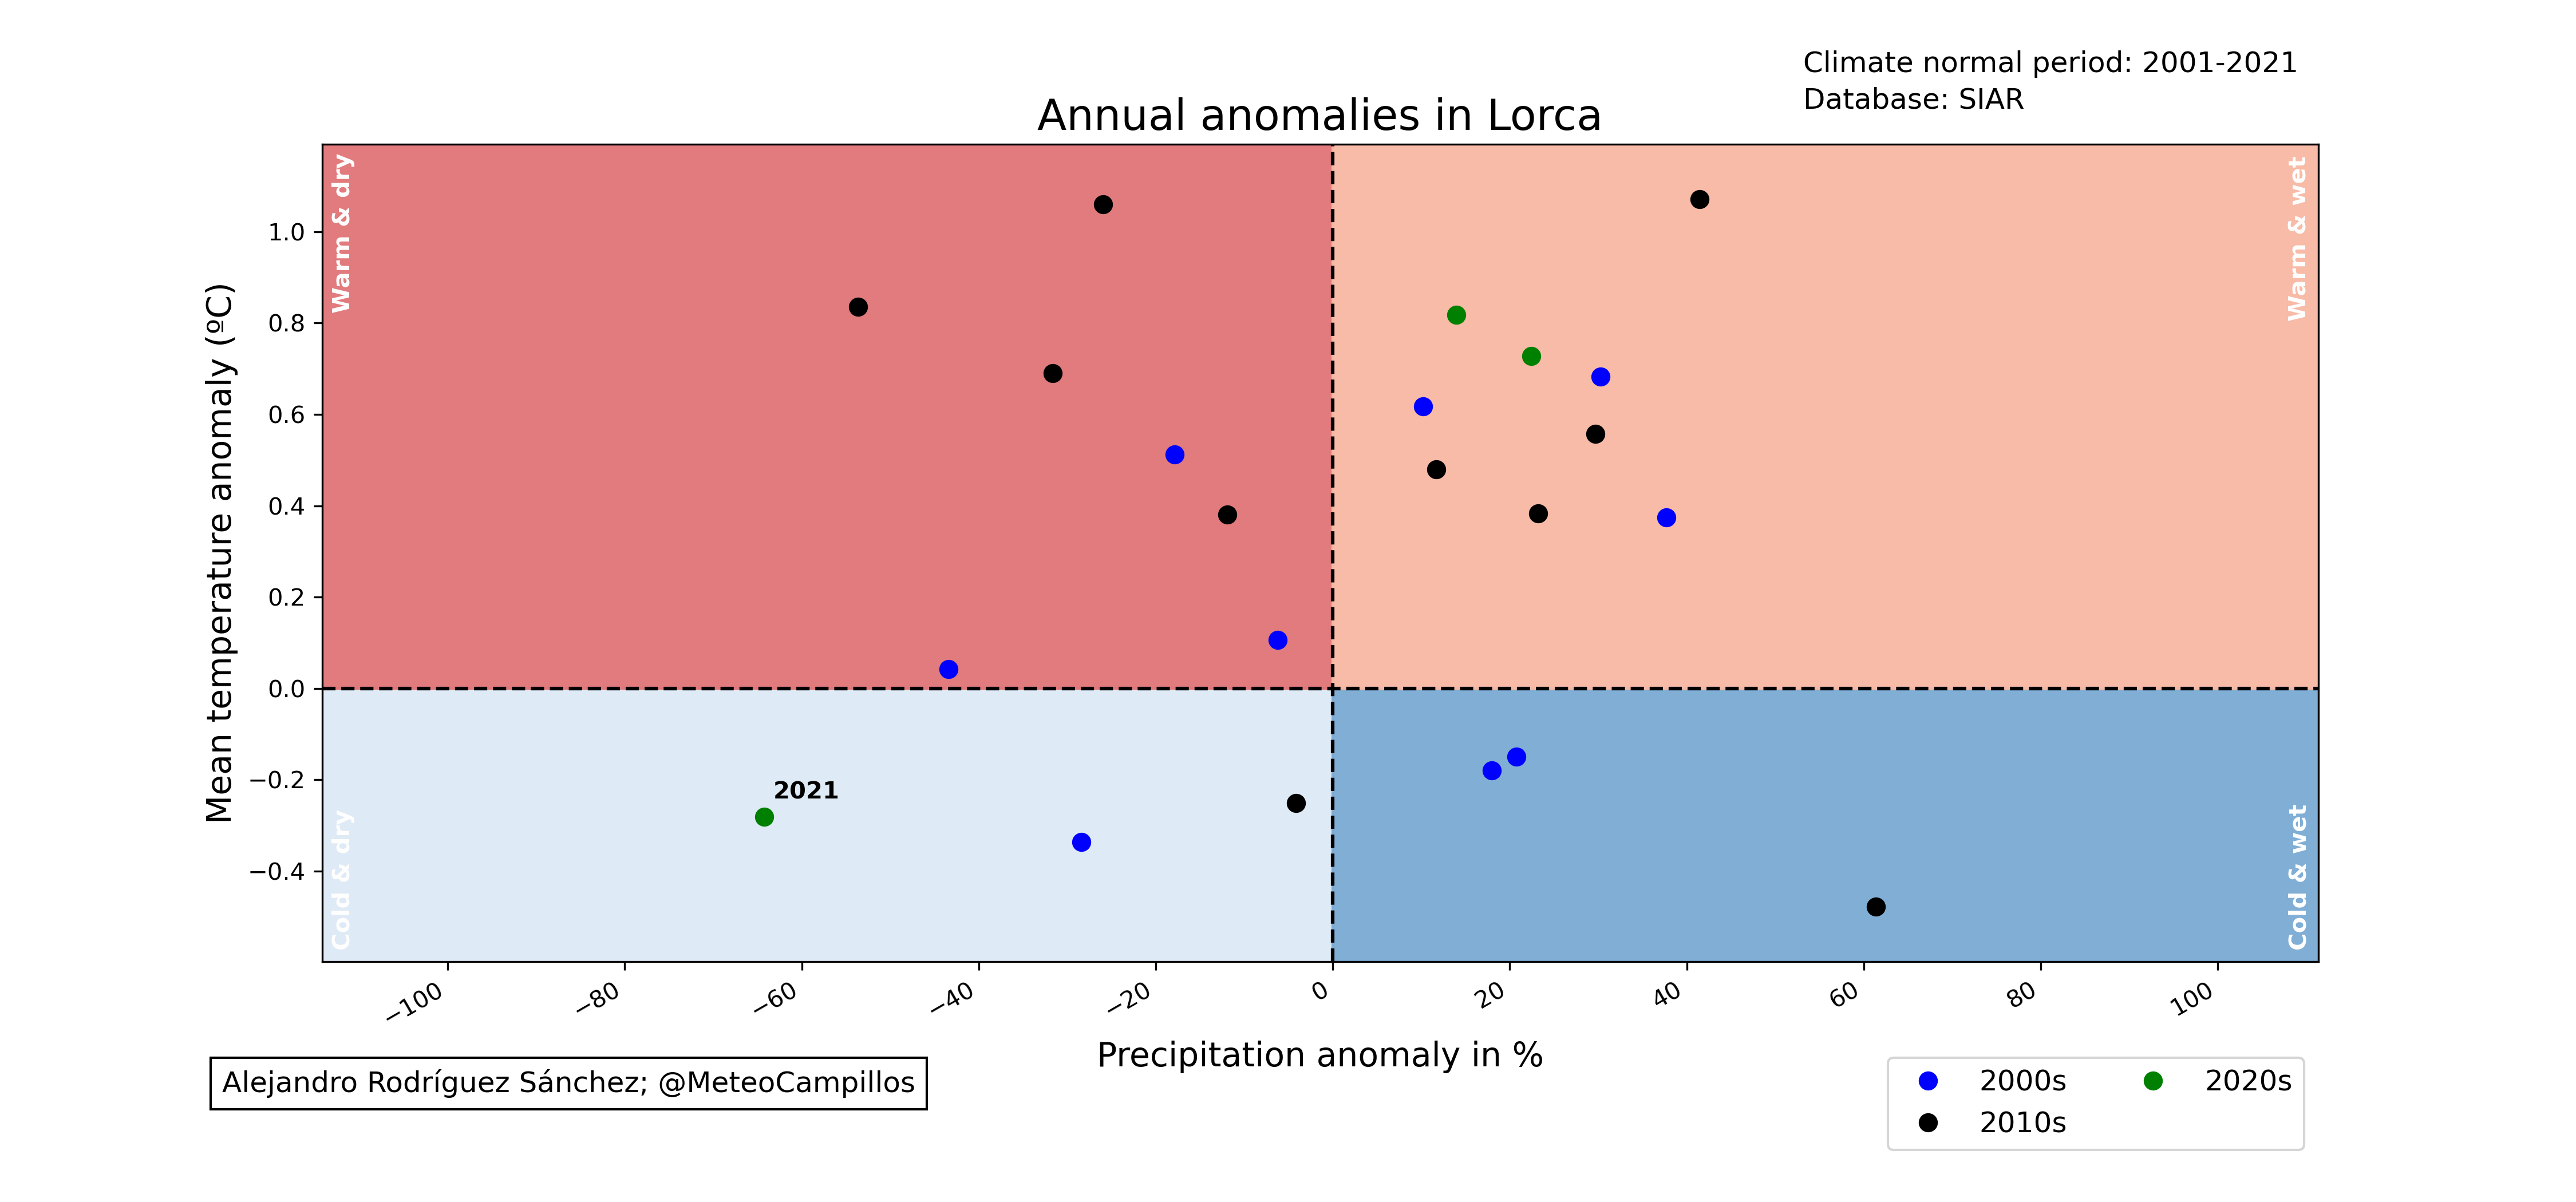 Climate normal period: 2001-2021
Database: SIAR
Annual anomalies in Lorca
Warm & dry
Warm & wet
Mean temperature anomaly (ºC)
1.0
0.8
0.6
0.4
0.2
0.0
−0.2
−0.4
2021
Cold & dry
Cold & wet
−100
−80
−60
−40
−20
0
20
40
60
80
100
Precipitation anomaly in %
Alejandro Rodríguez Sánchez; @MeteoCampillos
2000s
2010s
2020s